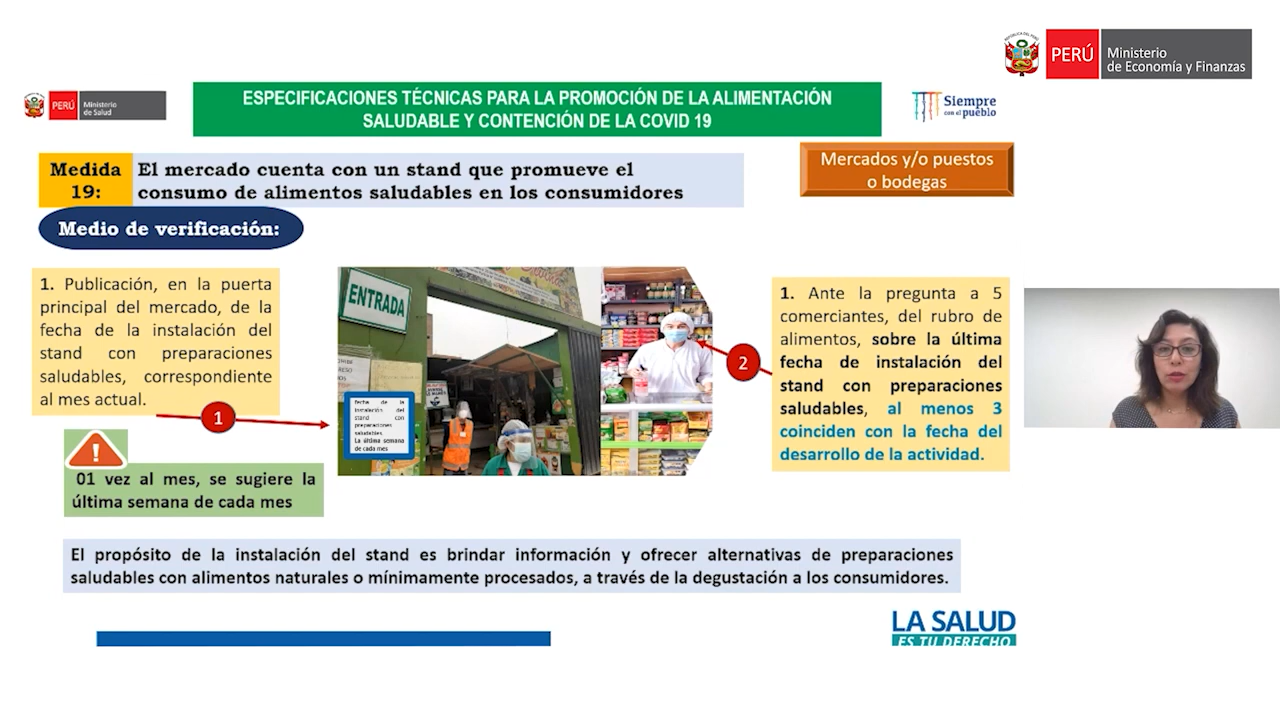 PERÚ
Ministerio
de Economía y Finanzas
PERÚ
Ministerio
de Salud
ESPECIFICACIONES TÉCNICAS PARA LA PROMOCIÓN DE LA ALIMENTACIÓN
SALUDABLE Y CONTENCIÓN DE LA COVID 19
Siempre
con el pueblo
Medida
19:
El mercado cuenta con un stand que promueve el
consumo de alimentos saludables en los consumidores
Mercados y/o puestos
o bodegas
Medio de verificación:
1. Publicación, en la puerta
principal del mercado, de la
fecha de la instalación del
stand con preparaciones
saludables, correspondiente
al mes actual.
1
ENTRADA
fecha de la
instalación del
stand con
preparaciones
saludables
La última semana
de cada mes
2
1. Ante la pregunta a 5
comerciantes, del rubro de
alimentos, sobre la última
fecha de instalación del
stand con preparaciones
saludables, al menos 3
coinciden con la fecha del
desarrollo de la actividad.
!
01 vez al mes, se sugiere la
última semana de cada mes
El propósito de la instalación del stand es brindar información y ofrecer alternativas de preparaciones
saludables con alimentos naturales o mínimamente procesados, a través de la degustación a los consumidores.
LA SALUD
ES TU DERECHO